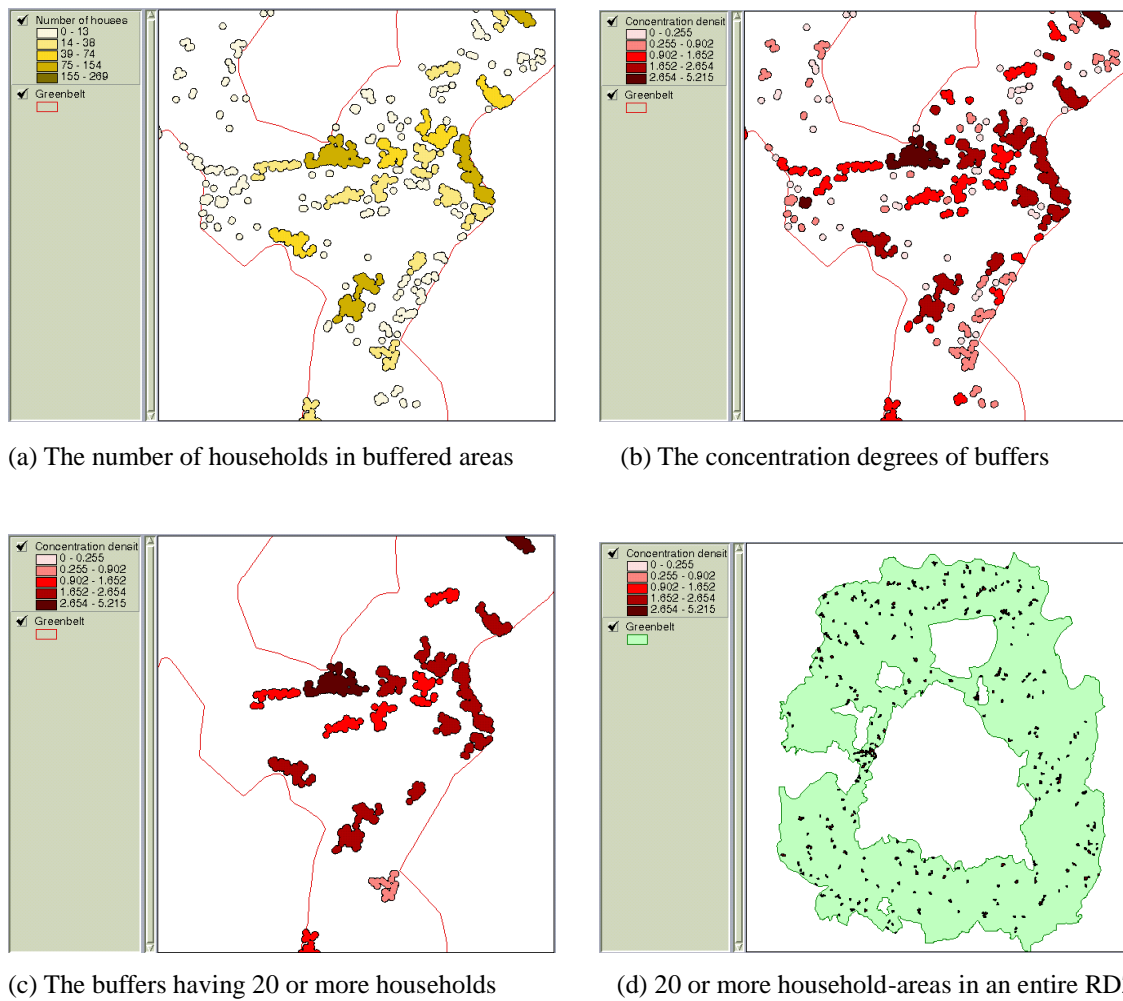 Number of houses
0 - 13
14 - 38
39 - 74
75 - 154
155 - 269
Greenbelt
(a) The number of households in buffered areas
Concentration densit
0 - 0.255
0.255 - 0.902
0.902 - 1.652
1.652 - 2.654
2.654 - 5.215
Greenbelt
(b) The concentration degrees of buffers
Concentration densit
0 - 0.255
0.255 - 0.902
0.902 - 1.652
1.652 - 2.654
2.654 - 5.215
Greenbelt
(c) The buffers having 20 or more households
Concentration densit
0 - 0.255
0.255 - 0.902
0.902 - 1.652
1.652 - 2.654
2.654 - 5.215
Greenbelt
(d) 20 or more household-areas in an entire